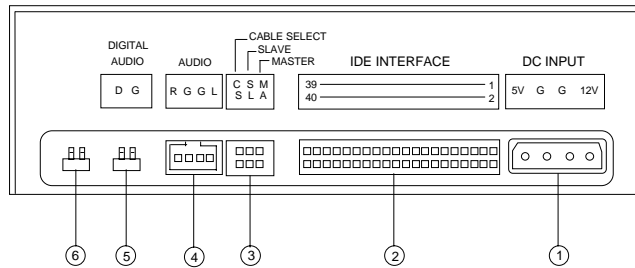 CABLE SELECT
SLAVE
MASTER
DIGITAL
AUDIO
AUDIO
IDE INTERFACE
DC INPUT
D G
R G G L
C S M
S L A
39 1
40 2
5V G G 12V
6 5 4 3 2 1